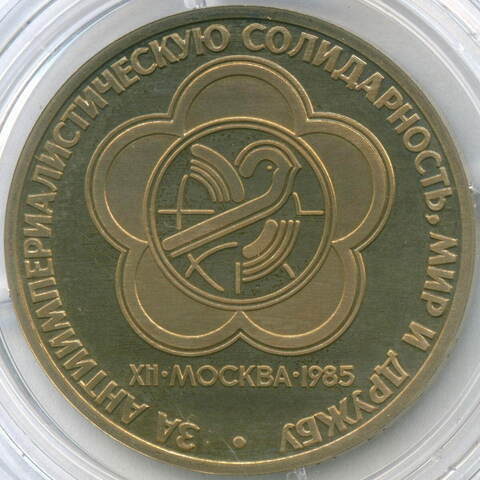 ЗА АНТИИМПЕРИАЛИСТИЧЕСКУЮ СОЛИДАРНОСТЬ, МИР И ДРУЖБУ •
XII•МОСКВА•1985